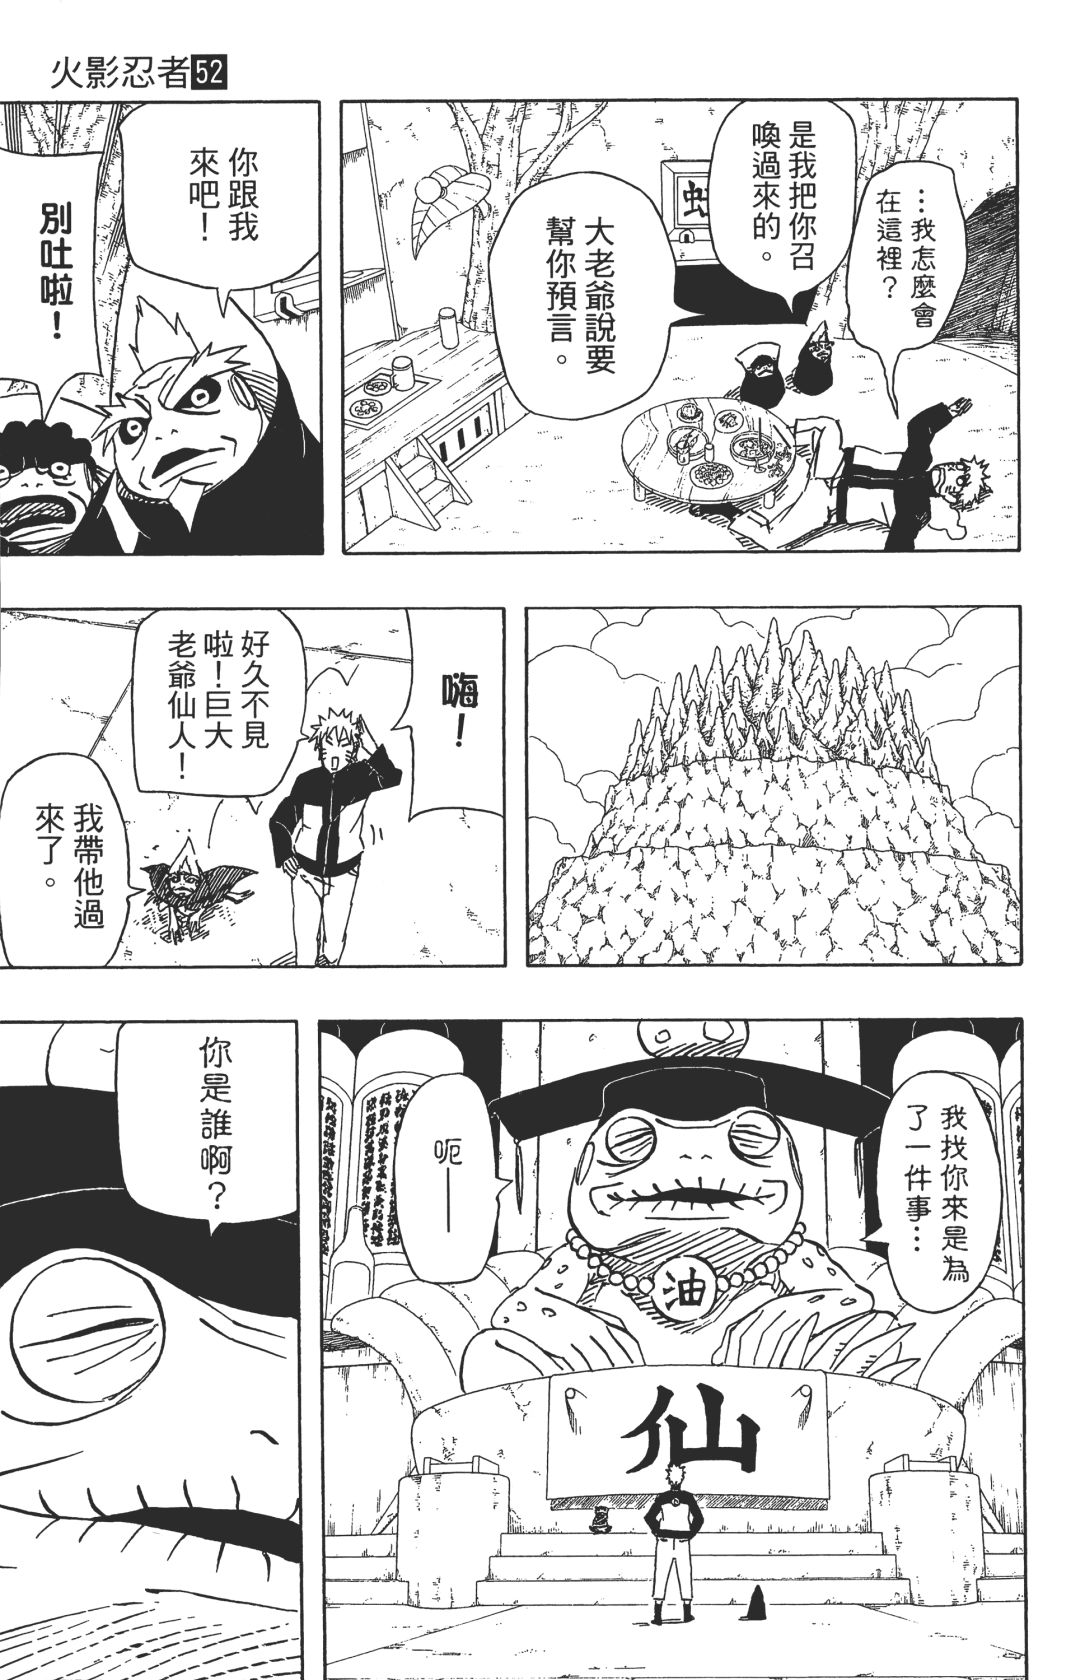 火影忍者52
…我怎麼會
在這裡？
是我把你召
喚過來的。
大老爺說要
幫你預言。
你跟我
來吧！
別吐啦！
嗨！
好久不見
啦！巨大
老爺仙人！
我帶他過
來了。
我找你來是為
了一件事…
呃——
油
仙
你是誰啊？